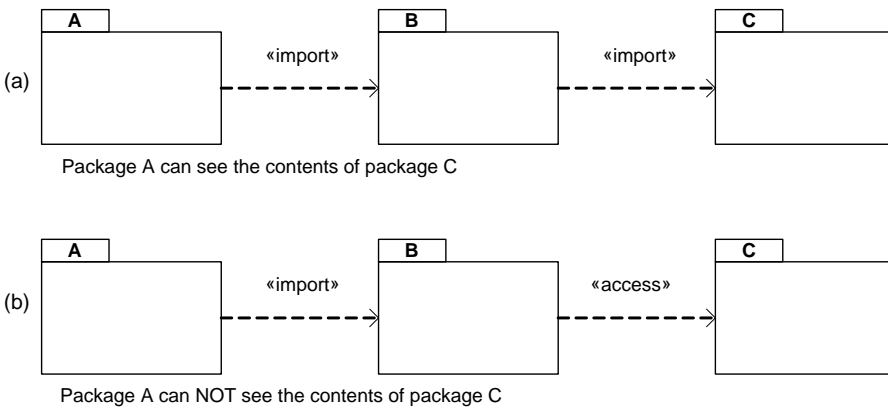 A B C
«import» «import»
(a)
Package A can see the contents of package C
A B C
«import» «access»
(b)
Package A can NOT see the contents of package C